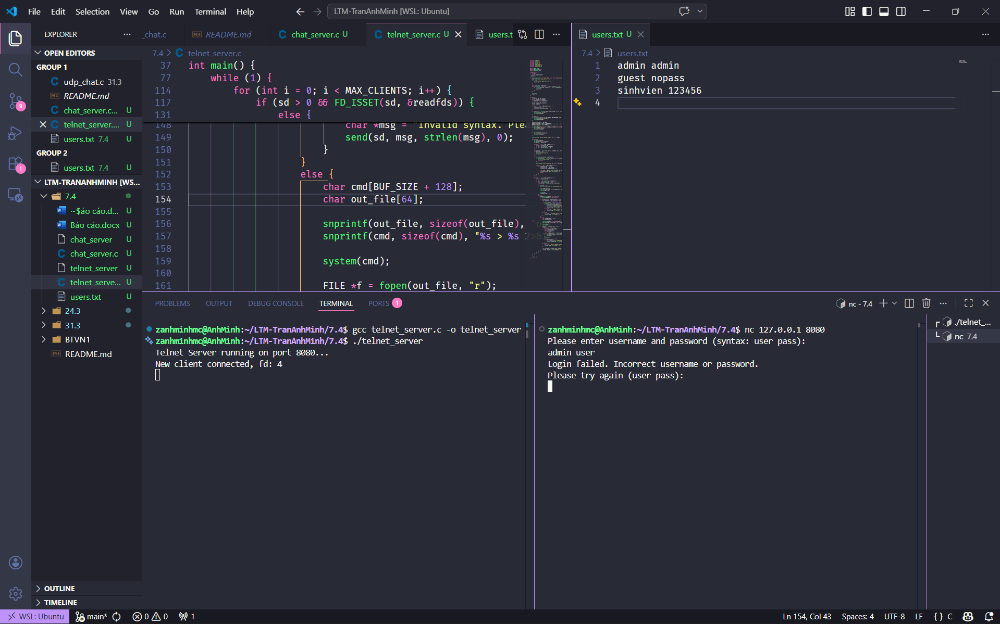 File Edit Selection View Go Run Terminal Help
LTM-TranAnhMinh [WSL: Ubuntu]
EXPLORER
_chat.c
README.md
chat_server.c U
telnet_server.c U
users.t
users.txt U
OPEN EDITORS
GROUP 1
udp_chat.c 31.3
README.md
chat_server.c... U
telnet_server.... U
users.txt 7.4 U
GROUP 2
users.txt 7.4 U
LTM-TRANANHMINH [WS...
7.4
~$áo cáo.d... U
Báo cáo.docx U
chat_server U
chat_server.c U
telnet_server U
telnet_serve... U
users.txt U
24.3
31.3
BTVN1
README.md
OUTLINE
TIMELINE
9
1
7.4 > telnet_server.c
37 int main() {
77 while (1) {
114 for (int i = 0; i < MAX_CLIENTS; i++) {
117 if (sd > 0 && FD_ISSET(sd, &readfds)) {
131 else {
148 char *msg = "Invalid syntax. Ple
149 send(sd, msg, strlen(msg), 0);
150 }
151 }
152 else {
153 char cmd[BUF_SIZE + 128];
154 char out_file[64];
155
156 snprintf(out_file, sizeof(out_file), "o
157 snprintf(cmd, sizeof(cmd), "%s > %s 2>&
158
159 system(cmd);
160
161 FILE *f = fopen(out_file, "r");
7.4 > users.txt
1 admin admin
2 guest nopass
3 sinhvien 123456
4
PROBLEMS OUTPUT DEBUG CONSOLE TERMINAL PORTS 1
nc - 7.4
zanhminhmc@AnhMinh:~/LTM-TranAnhMinh/7.4$ gcc telnet_server.c -o telnet_server
zanhminhmc@AnhMinh:~/LTM-TranAnhMinh/7.4$ ./telnet_server
Telnet Server running on port 8080...
New client connected, fd: 4
zanhminhmc@AnhMinh:~/LTM-TranAnhMinh/7.4$ nc 127.0.0.1 8080
Please enter username and password (syntax: user pass):
admin user
Login failed. Incorrect username or password.
Please try again (user pass):
./telnet_...
nc 7.4
WSL: Ubuntu main* 0 0 1
Ln 154, Col 43 Spaces: 4 UTF-8 LF {} C